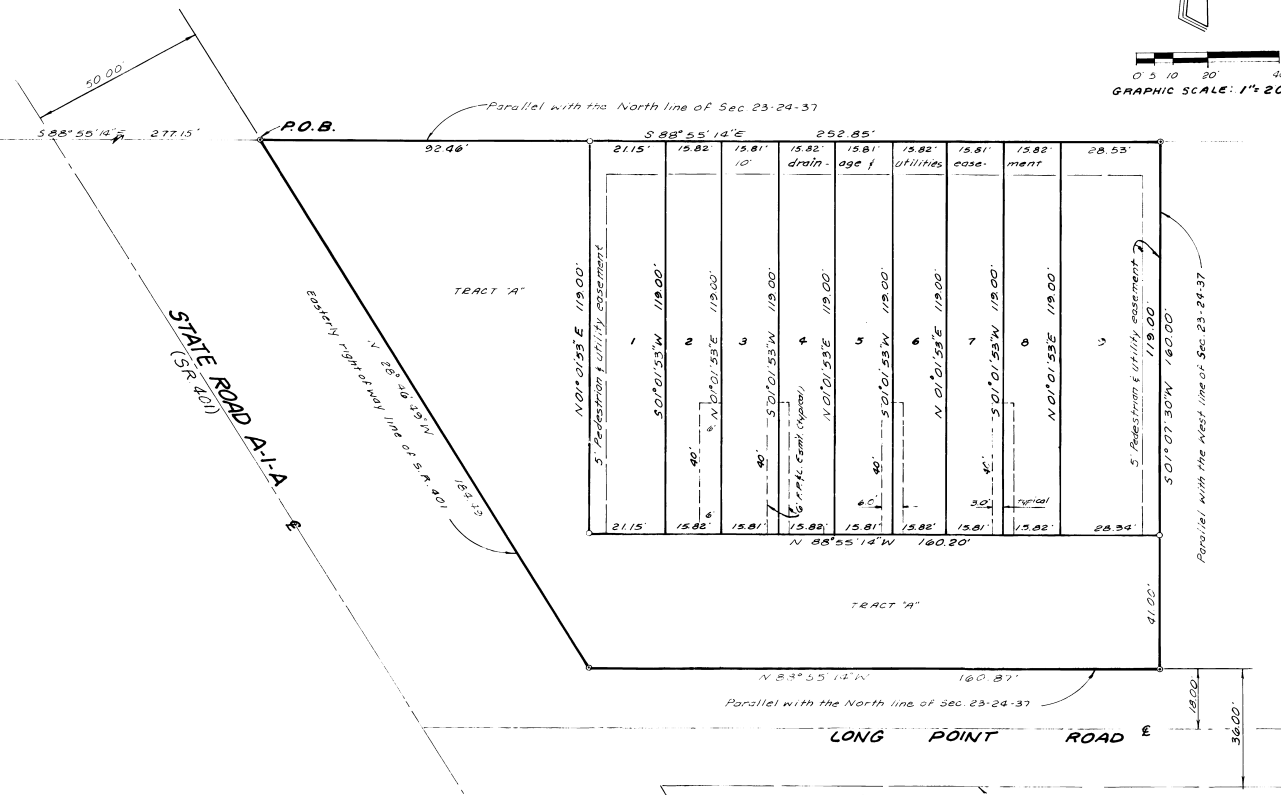 50.00'
0' 5 10 20'
GRAPHIC SCALE: 1"= 20
Parallel with the North line of Sec 23-24-37
S 88° 55' 14" E 277.15'
P.O.B.
S 88° 55' 14" E 252.85'
92.46'
21.15' 15.82' 15.81' 15.82' 15.81' 15.82' 15.81' 15.82' 28.53'
10' drain- age & utilities ease- ment
TRACT "A"
N 01° 01' 53" E 119.00'
5' Pedestrian & utility easement
S 01° 01' 53" W 119.00'
N 01° 01' 53" E 119.00'
S 01° 01' 53" W 119.00'
N 01° 01' 53" E 119.00'
S 01° 01' 53" W 119.00'
N 01° 01' 53" E 119.00'
S 01° 01' 53" W 119.00'
N 01° 01' 53" E 119.00'
5' Pedestrian & utility easement
119.00'
S 01° 07' 30" W 160.00'
Parallel with the West line of Sec. 23-24-37
1 2 3 4 5 6 7 8 9
STATE ROAD A-1-A
(SR 401)
Easterly right of way line of S.R. 401
N 28° 46' 49" W
184.43
40' 40' 40' 40'
6' F.P.&L. Esmt. (typical)
6' 6.0' 3.0' typical
21.15' 15.82' 15.81' 15.82' 15.81' 15.82' 15.81' 15.82' 28.34'
N 88° 55' 14" W 160.20'
TRACT "A"
41.00'
N 88° 55' 14" W 160.87'
Parallel with the North line of Sec. 23-24-37
18.00'
36.00'
LONG POINT ROAD